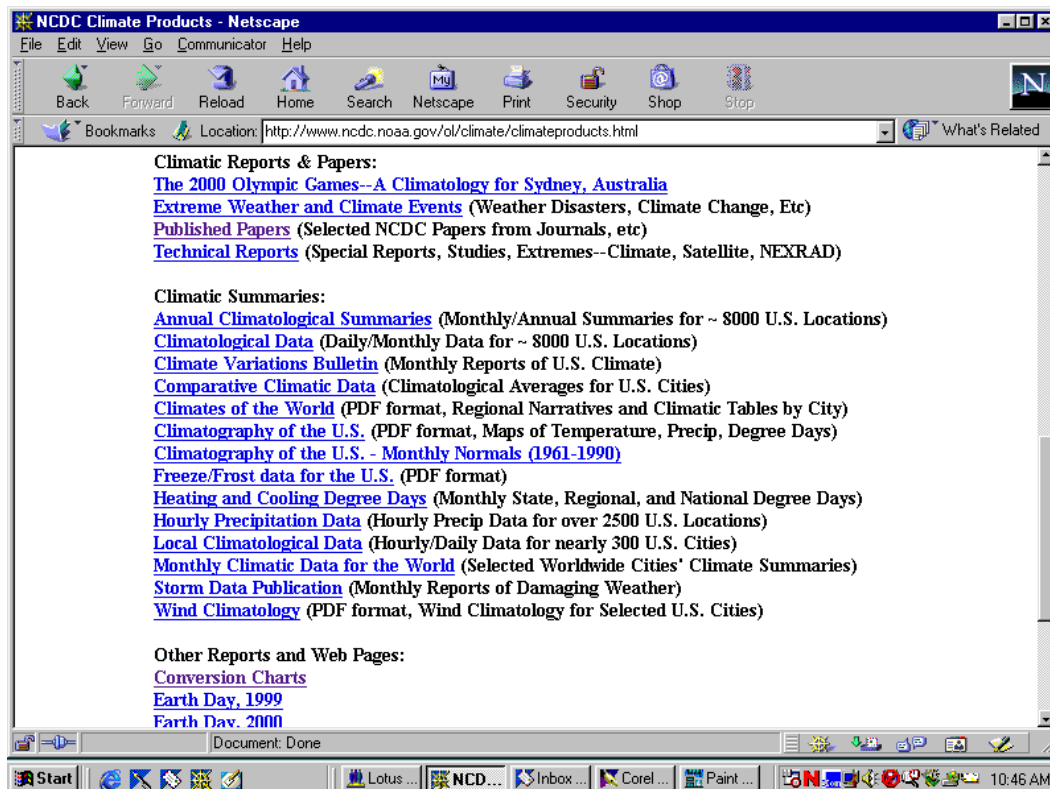 NCDC Climate Products - Netscape
File Edit View Go Communicator Help
My
N
Back Forward Reload Home Search Netscape Print Security Shop Stop
Bookmarks Location: http://www.ncdc.noaa.gov/ol/climate/climateproducts.html What's Related
Climatic Reports & Papers:
The 2000 Olympic Games--A Climatology for Sydney, Australia
Extreme Weather and Climate Events (Weather Disasters, Climate Change, Etc)
Published Papers (Selected NCDC Papers from Journals, etc)
Technical Reports (Special Reports, Studies, Extremes--Climate, Satellite, NEXRAD)
Climatic Summaries:
Annual Climatological Summaries (Monthly/Annual Summaries for ~ 8000 U.S. Locations)
Climatological Data (Daily/Monthly Data for ~ 8000 U.S. Locations)
Climate Variations Bulletin (Monthly Reports of U.S. Climate)
Comparative Climatic Data (Climatological Averages for U.S. Cities)
Climates of the World (PDF format, Regional Narratives and Climatic Tables by City)
Climatography of the U.S. (PDF format, Maps of Temperature, Precip, Degree Days)
Climatography of the U.S. - Monthly Normals (1961-1990)
Freeze/Frost data for the U.S. (PDF format)
Heating and Cooling Degree Days (Monthly State, Regional, and National Degree Days)
Hourly Precipitation Data (Hourly Precip Data for over 2500 U.S. Locations)
Local Climatological Data (Hourly/Daily Data for nearly 300 U.S. Cities)
Monthly Climatic Data for the World (Selected Worldwide Cities' Climate Summaries)
Storm Data Publication (Monthly Reports of Damaging Weather)
Wind Climatology (PDF format, Wind Climatology for Selected U.S. Cities)
Other Reports and Web Pages:
Conversion Charts
Earth Day, 1999
Earth Day, 2000
Document: Done
Start Lotus ... NCD... Inbox ... Corel ... Paint ... N 10:46 AM